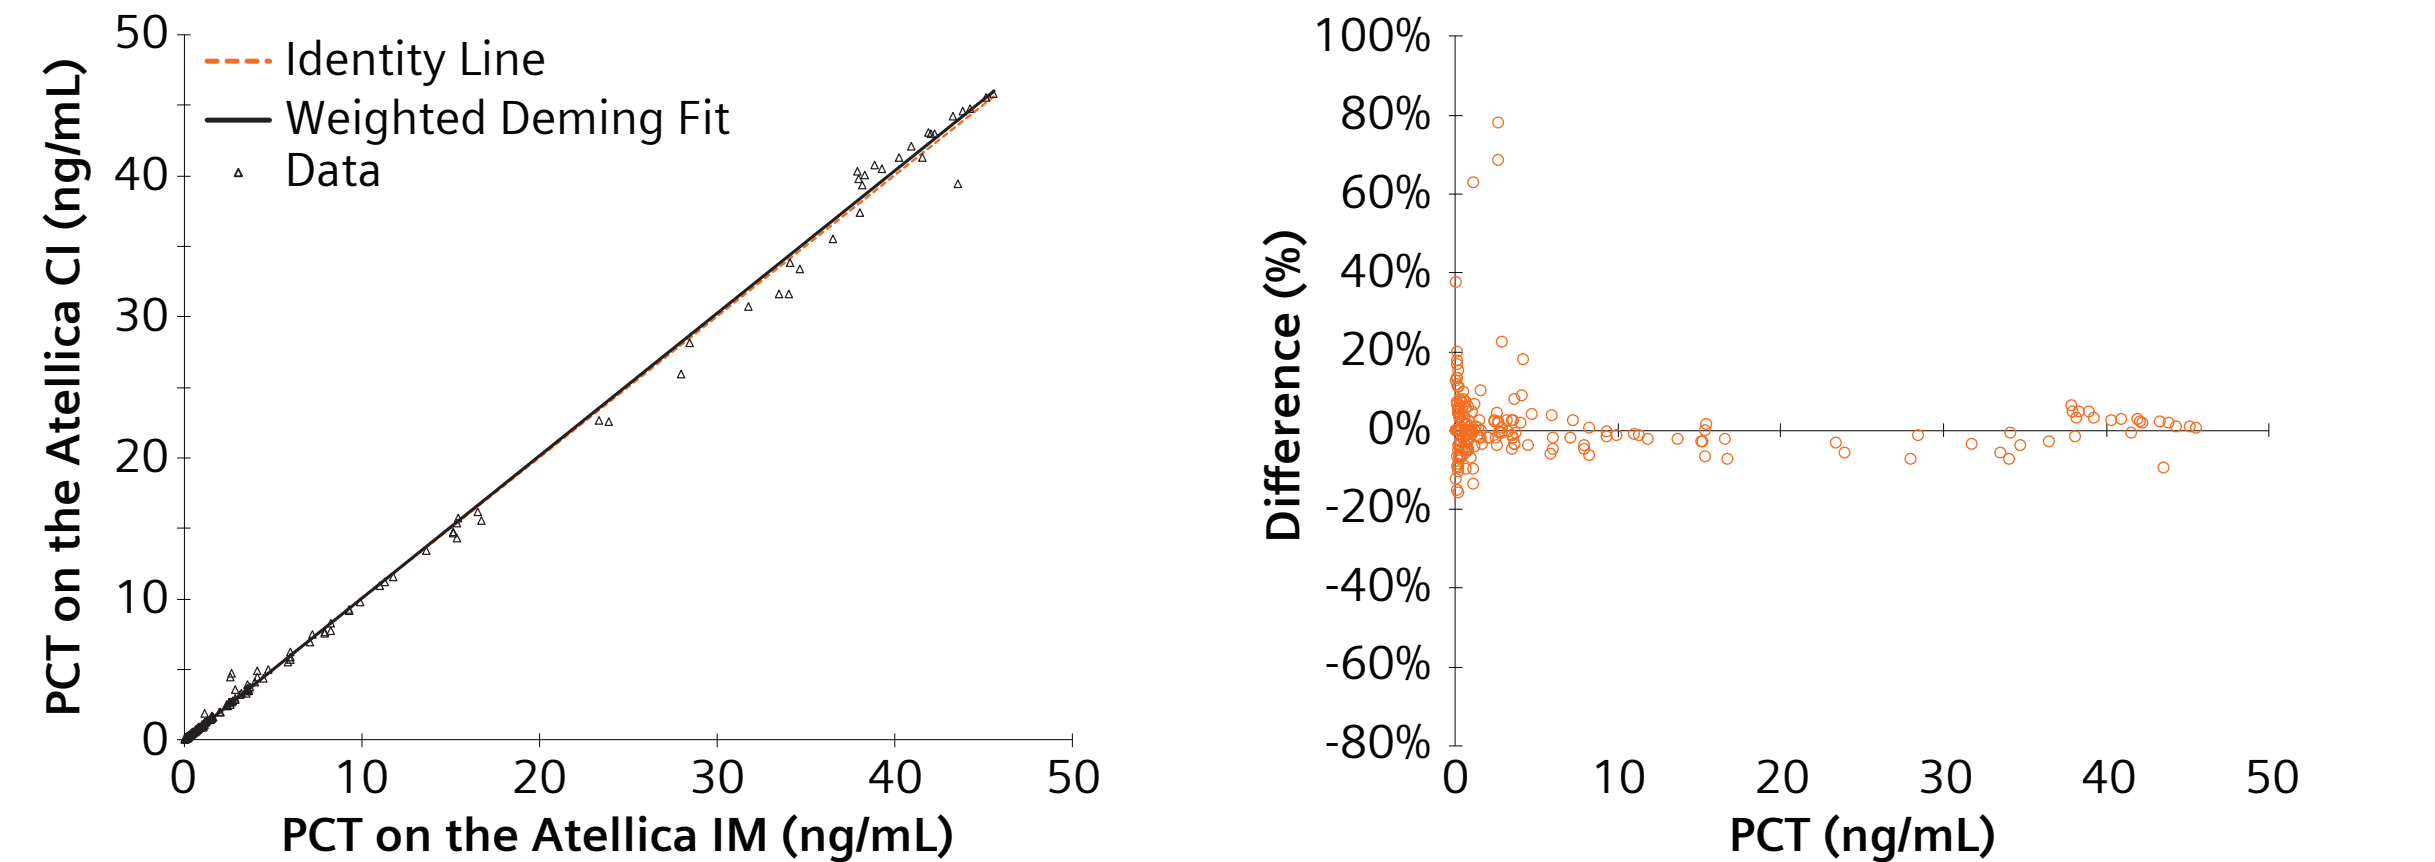 50
40
30
20
10
0
PCT on the Atellica CI (ng/mL)
Identity Line
Weighted Deming Fit
Data
0 10 20 30 40 50
PCT on the Atellica IM (ng/mL)
100%
80%
60%
40%
20%
0%
-20%
-40%
-60%
-80%
Difference (%)
0 10 20 30 40 50
PCT (ng/mL)